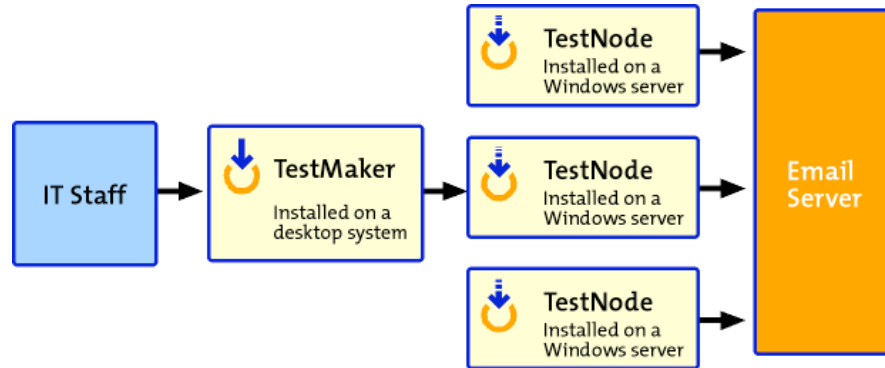 IT Staff
TestMaker
Installed on a
desktop system
TestNode
Installed on a
Windows server
TestNode
Installed on a
Windows server
TestNode
Installed on a
Windows server
Email
Server